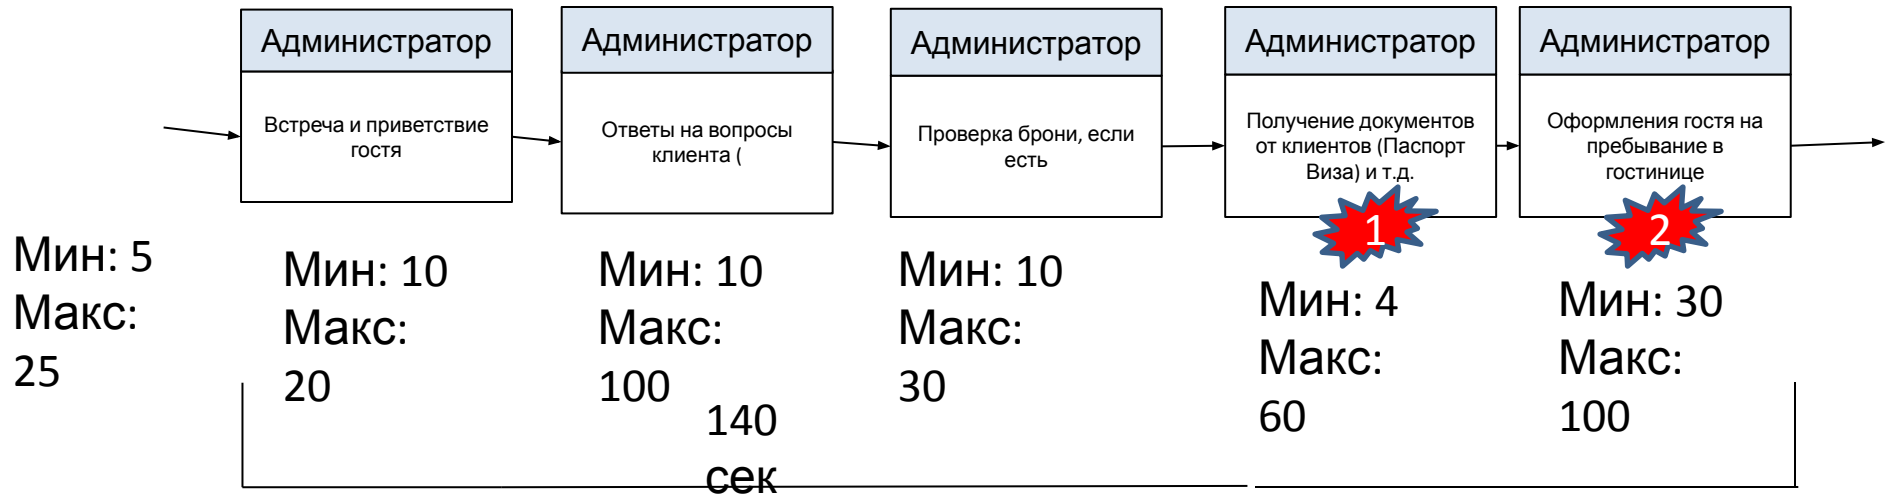 Администратор
Встреча и приветствие
гостя
Администратор
Ответы на вопросы
клиента (
Администратор
Проверка брони, если
есть
Администратор
Получение документов
от клиентов (Паспорт
Виза) и т.д.
1
Администратор
Оформления гостя на
пребывание в
гостинице
2
Мин: 5
Макс:
25
Мин: 10
Макс:
20
Мин: 10
Макс:
100
Мин: 10
Макс:
30
Мин: 4
Макс:
60
Мин: 30
Макс:
100
140
сек